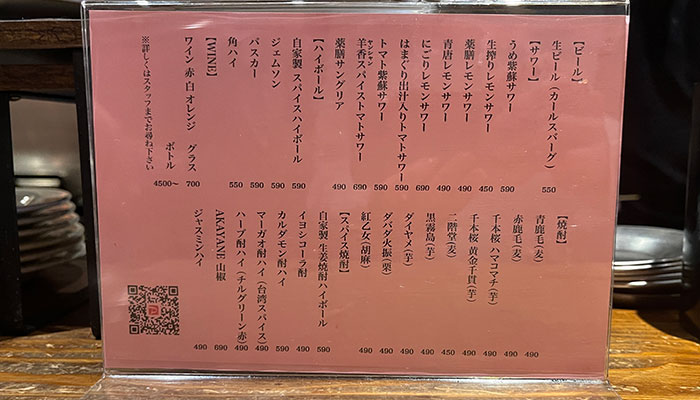 【ビール】
生ビール（カールスバーグ） 550
【サワー】
うめ紫蘇サワー 590
生搾りレモンサワー 450
薬膳レモンサワー 490
青唐レモンサワー 490
にごりレモンサワー 690
はまぐり出汁入りトマトサワー 590
トマト紫蘇サワー 590
ヤンシャン
羊香スパイストマトサワー 690
薬膳サングリア 490
【ハイボール】
自家製 スパイスハイボール 590
ジェムソン 590
バスカー 590
角ハイ 550
【WINE】
ワイン 赤 白 オレンジ グラス 700
ボトル 4500〜
※詳しくはスタッフまでお尋ね下さい
【焼酎】
青鹿毛(麦) 490
赤鹿毛(麦) 490
千本桜 ハマコマチ(芋) 490
千本桜 黄金千貫(芋) 490
二階堂(麦) 450
黒霧島(芋) 490
ダイヤメ(芋) 490
ダバダ火振(栗) 490
紅乙女(胡麻) 490
【スパイス焼酎】
自家製 生姜焼酎ハイボール 590
イヨシコーラ酎 490
カルダモン酎ハイ 590
マーガオ酎ハイ(台湾スパイス) 490
ハーブ酎ハイ(チルグリーン赤) 490
AKAYANE 山椒 690
ジャスミンハイ 490